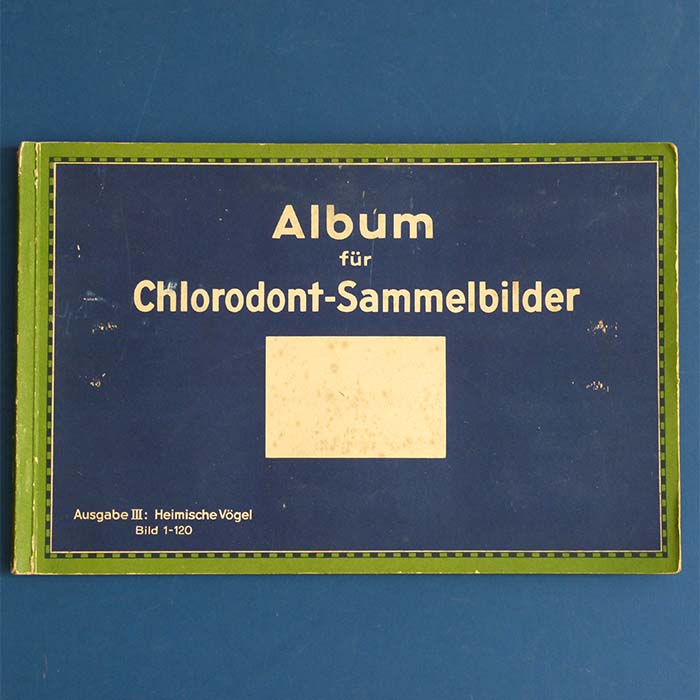 Album
für
Chlorodont-Sammelbilder
Ausgabe III: Heimische Vögel
Bild 1-120